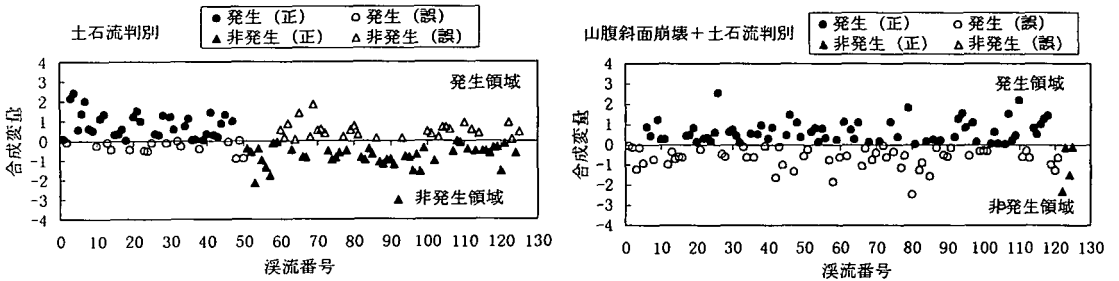 土石流判別
● 発生（正） ○ 発生（誤）
▲ 非発生（正） △ 非発生（誤）
合成変量
4
3
2
1
0
-1
-2
-3
-4
発生領域
非発生領域
0 10 20 30 40 50 60 70 80 90 100 110 120 130
渓流番号
山腹斜面崩壊＋土石流判別
● 発生（正） ○ 発生（誤）
▲ 非発生（正） △ 非発生（誤）
合成変量
4
3
2
1
0
-1
-2
-3
-4
発生領域
非発生領域
0 10 20 30 40 50 60 70 80 90 100 110 120 130
渓流番号